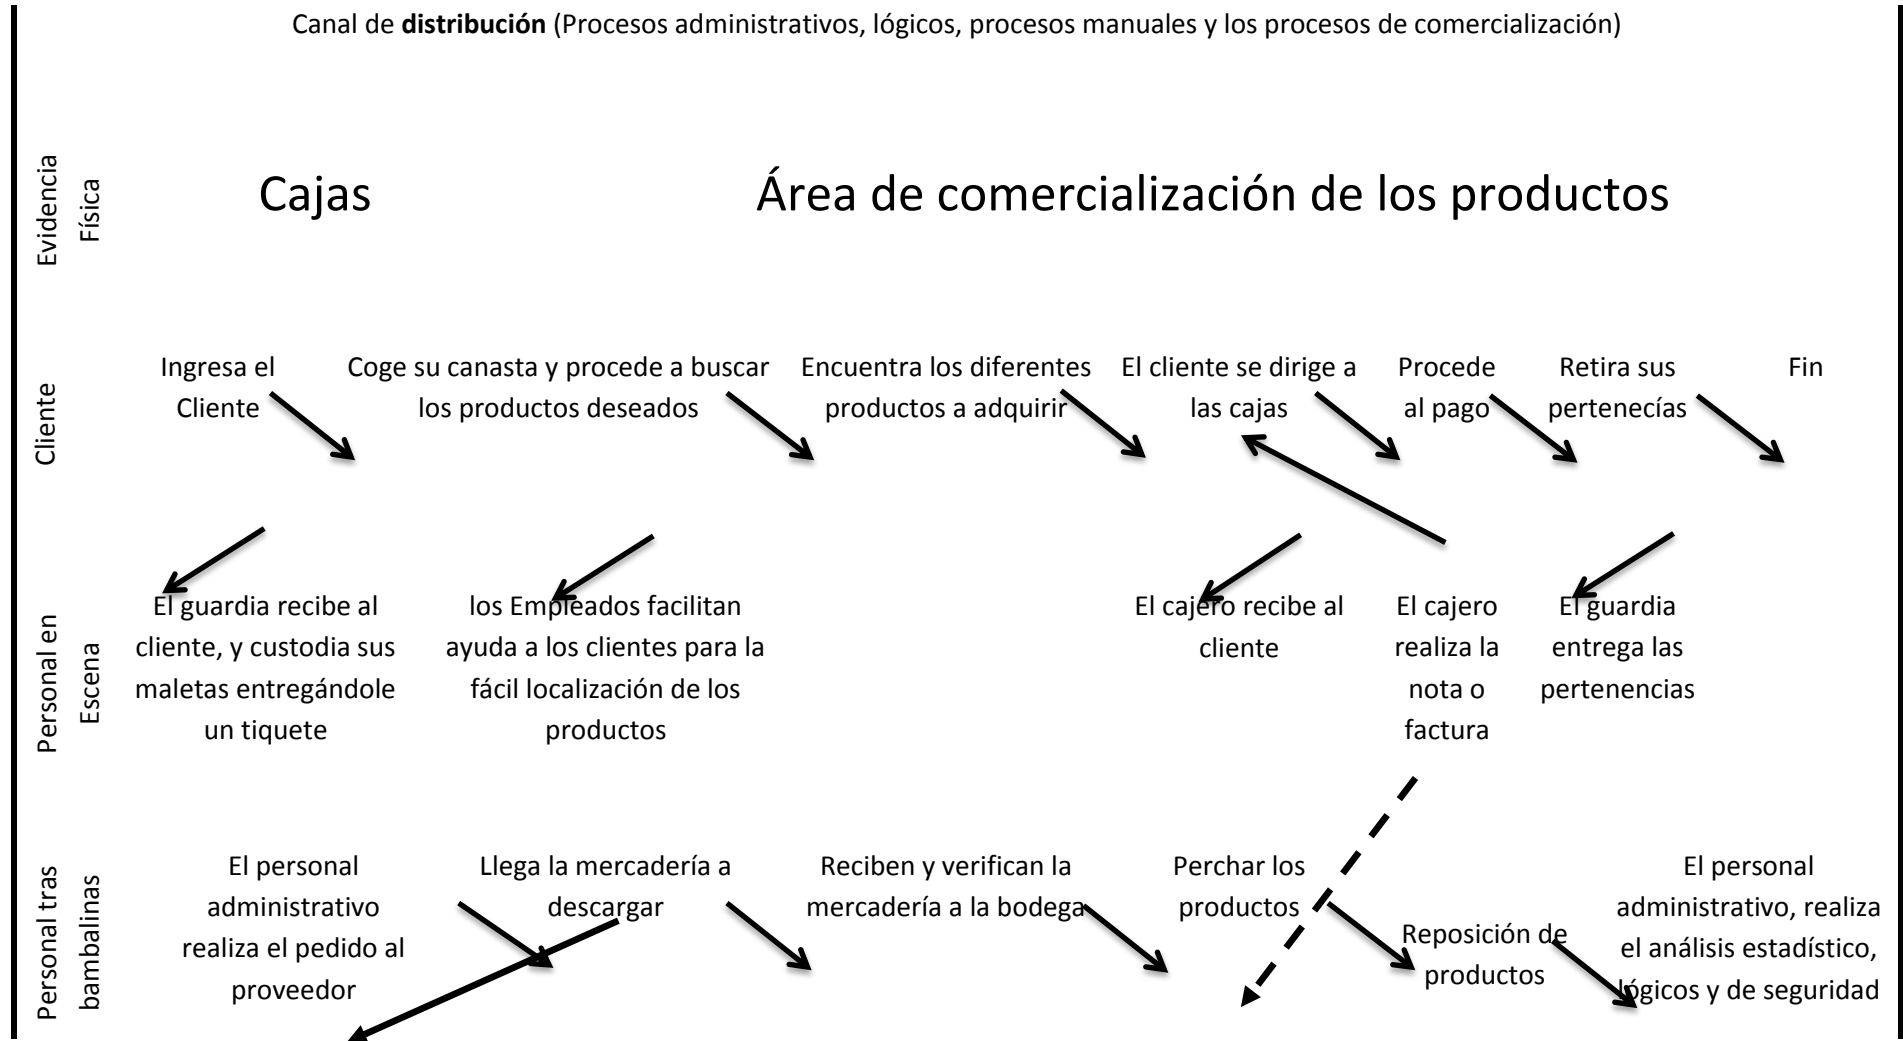 Canal de distribución (Procesos administrativos, lógicos, procesos manuales y los procesos de comercialización)
Evidencia
Física
Cajas
Área de comercialización de los productos
Cliente
Ingresa el
Cliente
Coge su canasta y procede a buscar
los productos deseados
Encuentra los diferentes
productos a adquirir
El cliente se dirige a
las cajas
Procede
al pago
Retira sus
pertenecías
Fin
Personal en
Escena
El guardia recibe al
cliente, y custodia sus
maletas entregándole
un tiquete
los Empleados facilitan
ayuda a los clientes para la
fácil localización de los
productos
El cajero recibe al
cliente
El cajero
realiza la
nota o
factura
El guardia
entrega las
pertenencias
Personal tras
bambalinas
El personal
administrativo
realiza el pedido al
proveedor
Llega la mercadería a
descargar
Reciben y verifican la
mercadería a la bodega
Perchar los
productos
Reposición de
productos
El personal
administrativo, realiza
el análisis estadístico,
lógicos y de seguridad